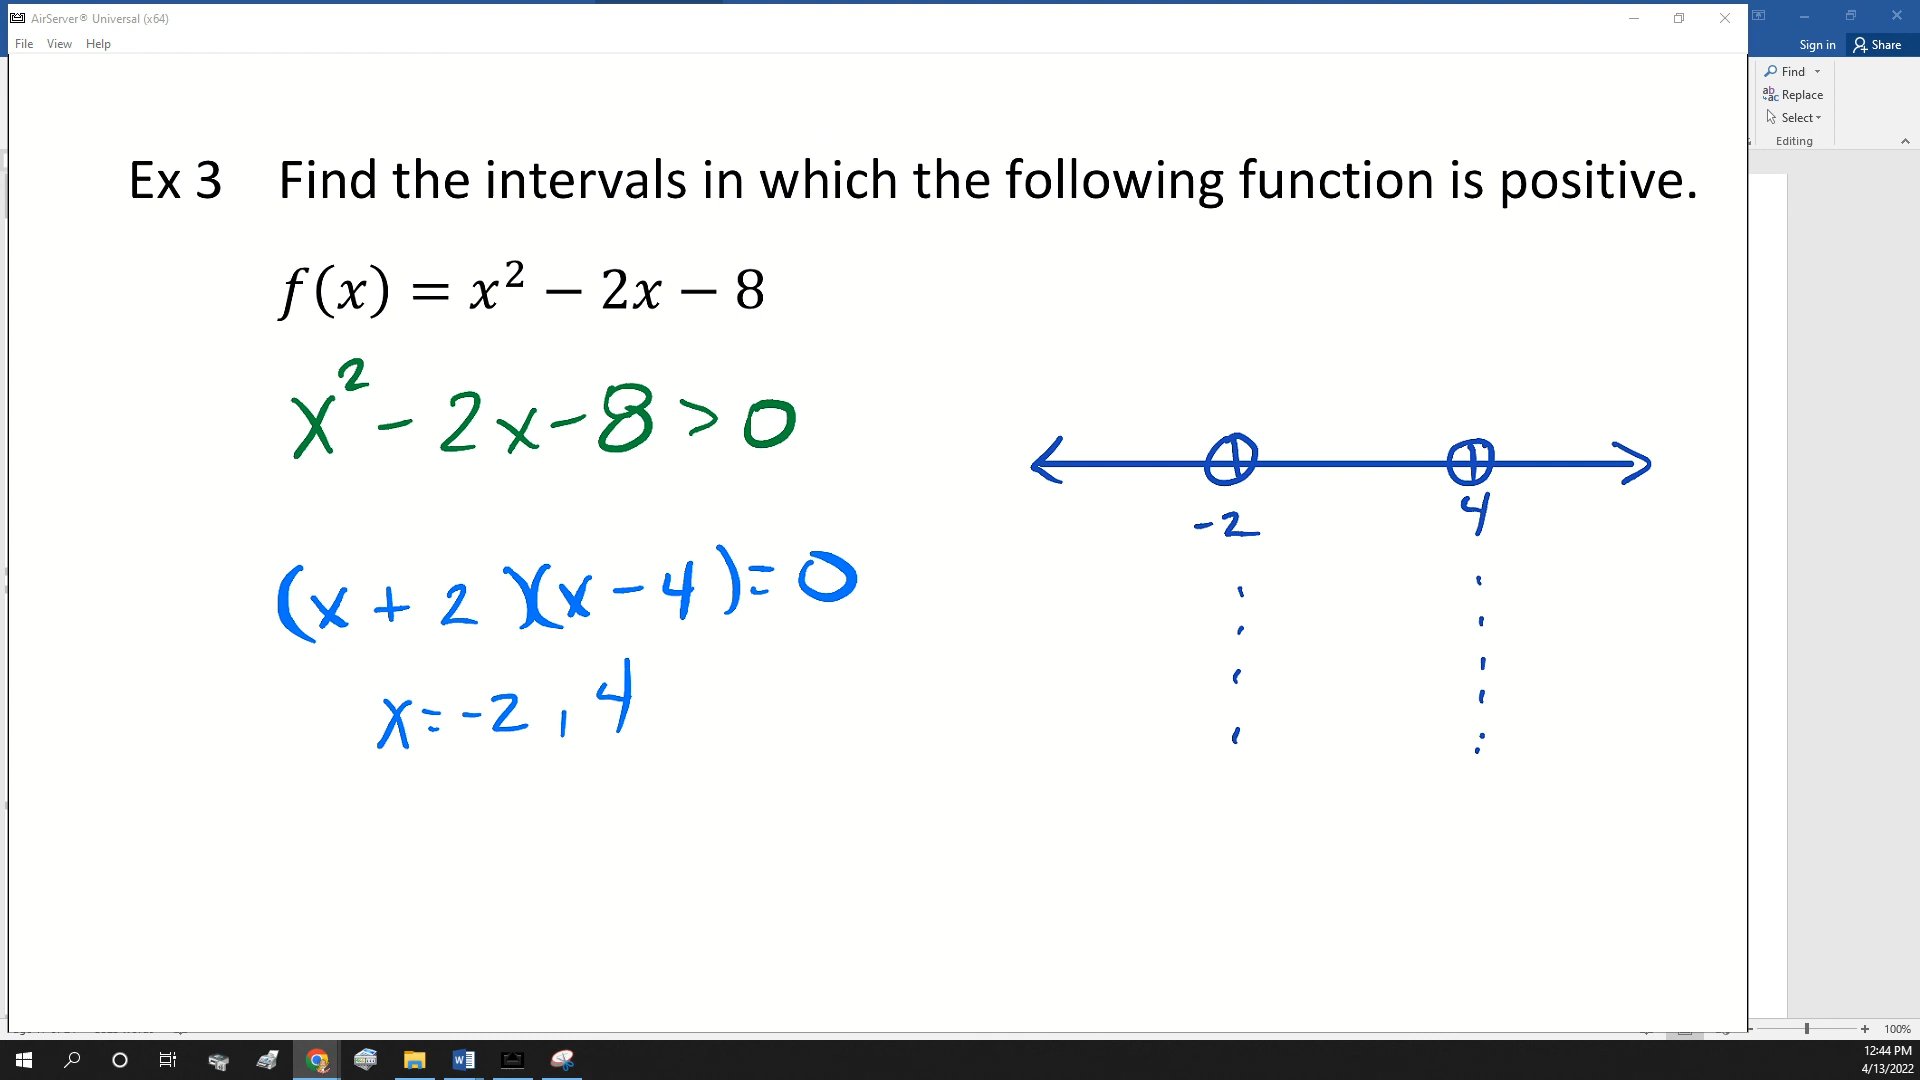 AirServer® Universal (x64)
File View Help
Sign in Share
Find
Replace
Select
Editing
Ex 3 Find the intervals in which the following function is positive.
f(x) = x² − 2x − 8
x² - 2x - 8 > 0
(x + 2)(x - 4) = 0
x = -2, 4
-2 4
100%
12:44 PM
4/13/2022